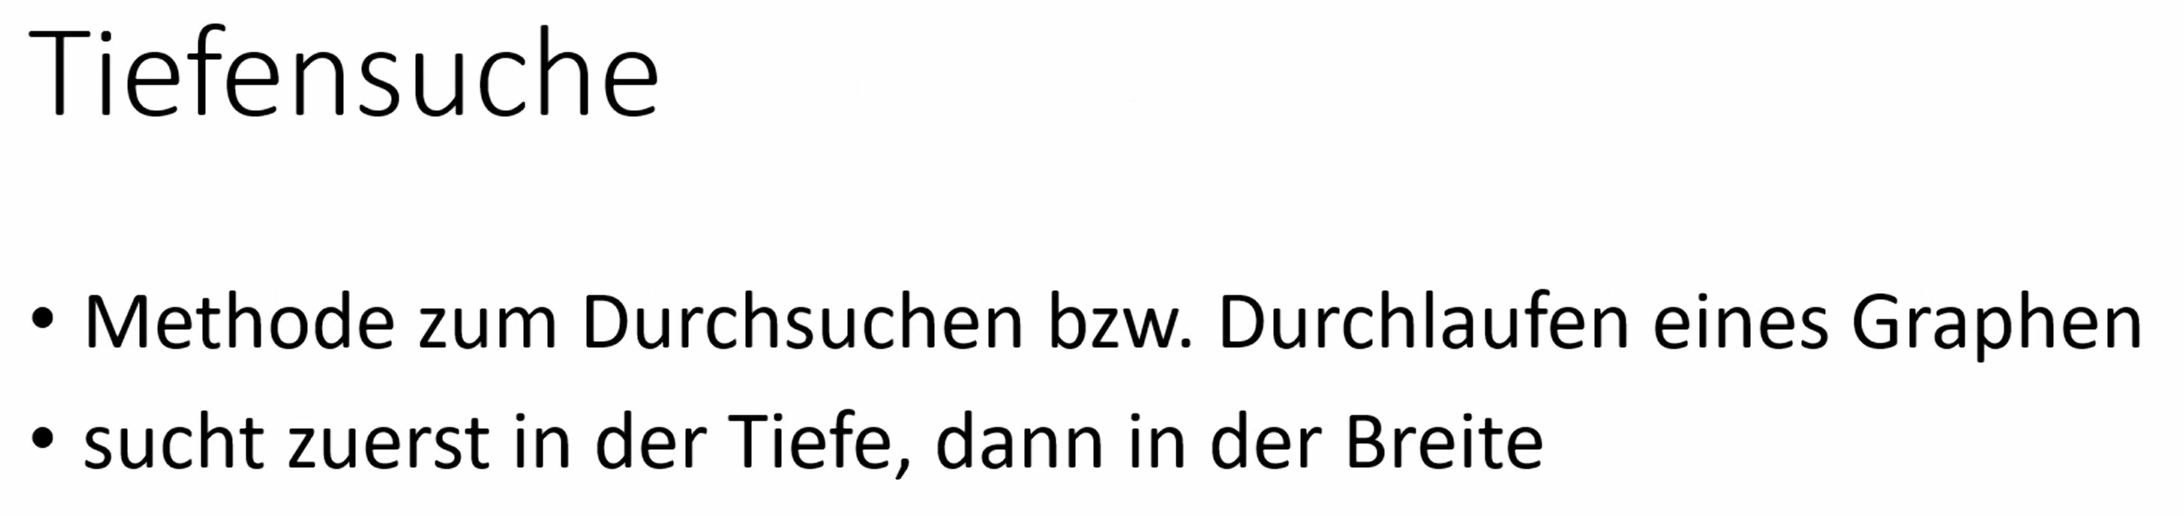 Tiefensuche
• Methode zum Durchsuchen bzw. Durchlaufen eines Graphen
• sucht zuerst in der Tiefe, dann in der Breite